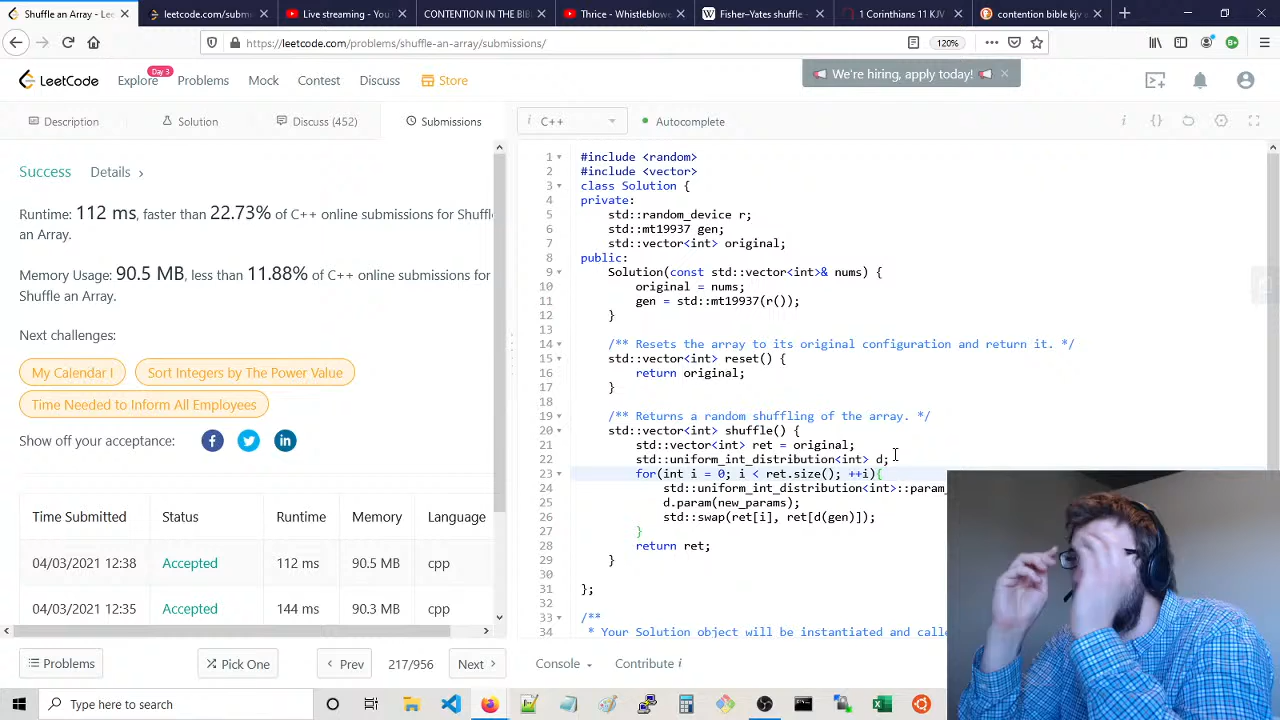 Shuffle an Array - Le
leetcode.com/subm
Live streaming - You
CONTENTION IN THE BIB
Thrice - Whistleblowe
Fisher–Yates shuffle -
1 Corinthians 11 KJV
contention bible kjv e
https://leetcode.com/problems/shuffle-an-array/submissions/
120%
LeetCode
Explore
Day 3
Problems
Mock
Contest
Discuss
Store
We're hiring, apply today!
Description
Solution
Discuss (452)
Submissions
i C++
Autocomplete
Success
Details
Runtime: 112 ms, faster than 22.73% of C++ online submissions for Shuffle
an Array.
Memory Usage: 90.5 MB, less than 11.88% of C++ online submissions for
Shuffle an Array.
Next challenges:
My Calendar I
Sort Integers by The Power Value
Time Needed to Inform All Employees
Show off your acceptance:
Time Submitted Status Runtime Memory Language
04/03/2021 12:38 Accepted 112 ms 90.5 MB cpp
04/03/2021 12:35 Accepted 144 ms 90.3 MB cpp
1 #include <random>
2 #include <vector>
3 class Solution {
4 private:
5 std::random_device r;
6 std::mt19937 gen;
7 std::vector<int> original;
8 public:
9 Solution(const std::vector<int>& nums) {
10 original = nums;
11 gen = std::mt19937(r());
12 }
13
14 /** Resets the array to its original configuration and return it. */
15 std::vector<int> reset() {
16 return original;
17 }
18
19 /** Returns a random shuffling of the array. */
20 std::vector<int> shuffle() {
21 std::vector<int> ret = original;
22 std::uniform_int_distribution<int> d;
23 for(int i = 0; i < ret.size(); ++i){
24 std::uniform_int_distribution<int>::param_
25 d.param(new_params);
26 std::swap(ret[i], ret[d(gen)]);
27 }
28 return ret;
29 }
30
31 };
32
33 /**
34 * Your Solution object will be instantiated and calle
Problems
Pick One
Prev
217/956
Next
Console
Contribute i
Type here to search